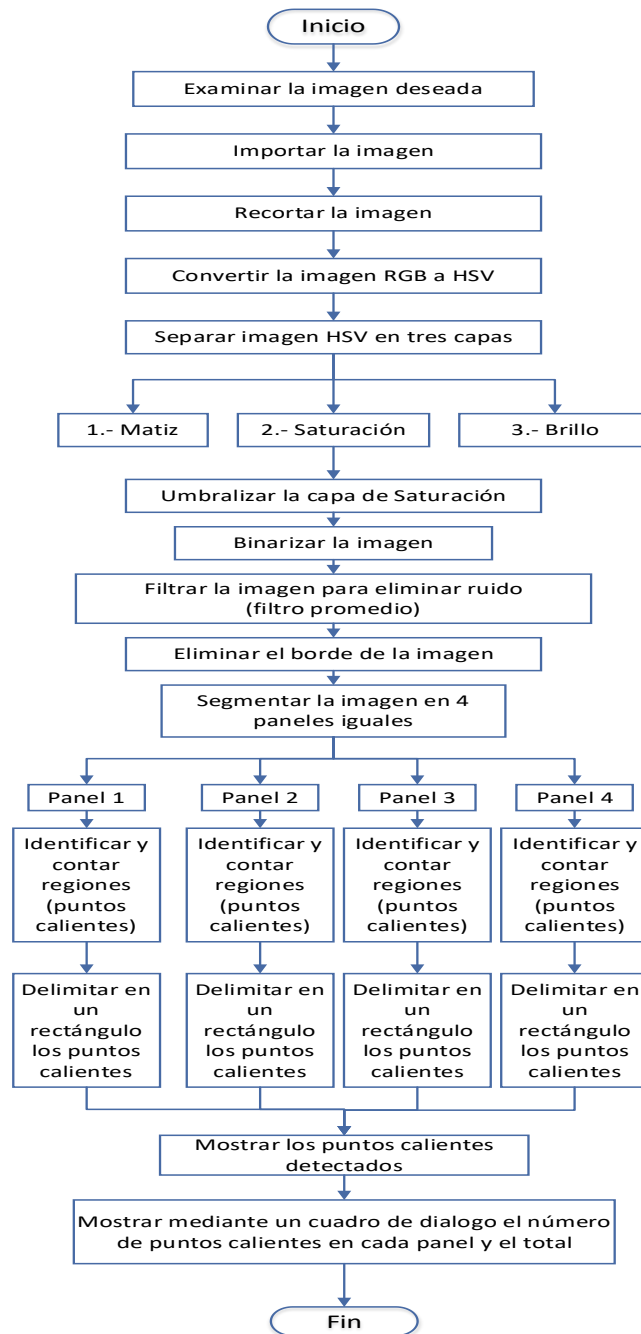 Inicio
Examinar la imagen deseada
Importar la imagen
Recortar la imagen
Convertir la imagen RGB a HSV
Separar imagen HSV en tres capas
1.- Matiz
2.- Saturación
3.- Brillo
Umbralizar la capa de Saturación
Binarizar la imagen
Filtrar la imagen para eliminar ruido
(filtro promedio)
Eliminar el borde de la imagen
Segmentar la imagen en 4
paneles iguales
Panel 1
Panel 2
Panel 3
Panel 4
Identificar y
contar
regiones
(puntos
calientes)
Identificar y
contar
regiones
(puntos
calientes)
Identificar y
contar
regiones
(puntos
calientes)
Identificar y
contar
regiones
(puntos
calientes)
Delimitar en
un
rectángulo
los puntos
calientes
Delimitar en
un
rectángulo
los puntos
calientes
Delimitar en
un
rectángulo
los puntos
calientes
Delimitar en
un
rectángulo
los puntos
calientes
Mostrar los puntos calientes
detectados
Mostrar mediante un cuadro de dialogo el número
de puntos calientes en cada panel y el total
Fin